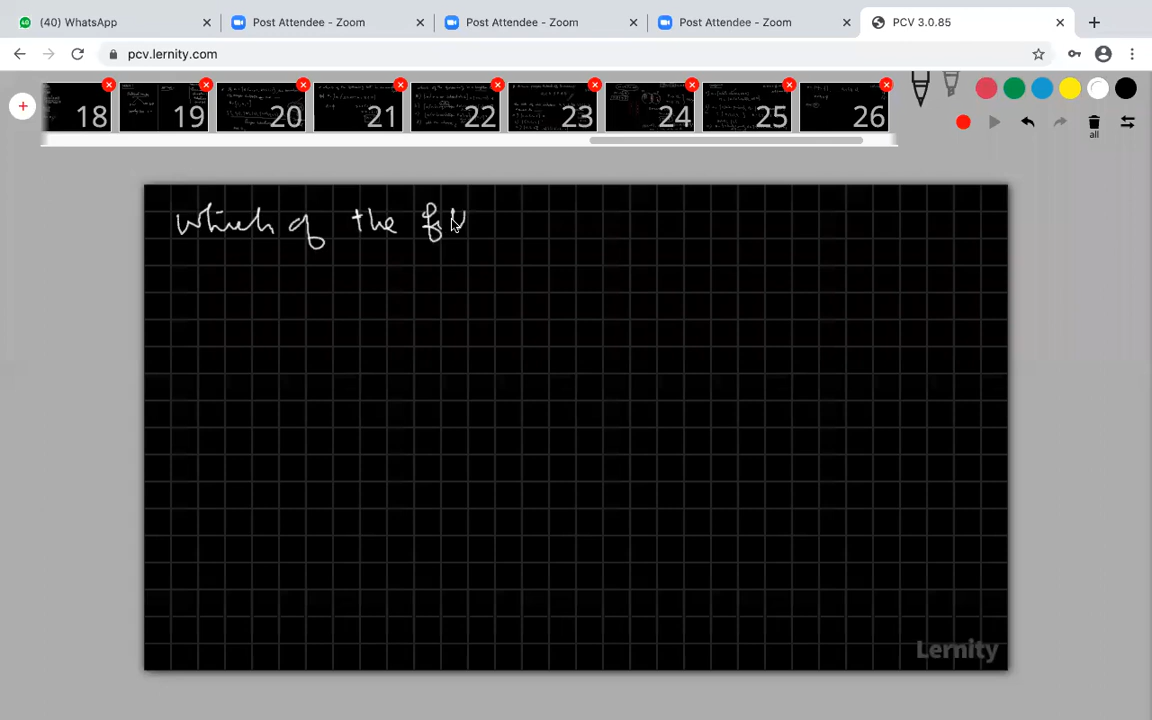 (40) WhatsApp
Post Attendee - Zoom
Post Attendee - Zoom
Post Attendee - Zoom
PCV 3.0.85
pcv.lernity.com
18
19
20
21
22
23
24
25
26
all
which of the
Lernity